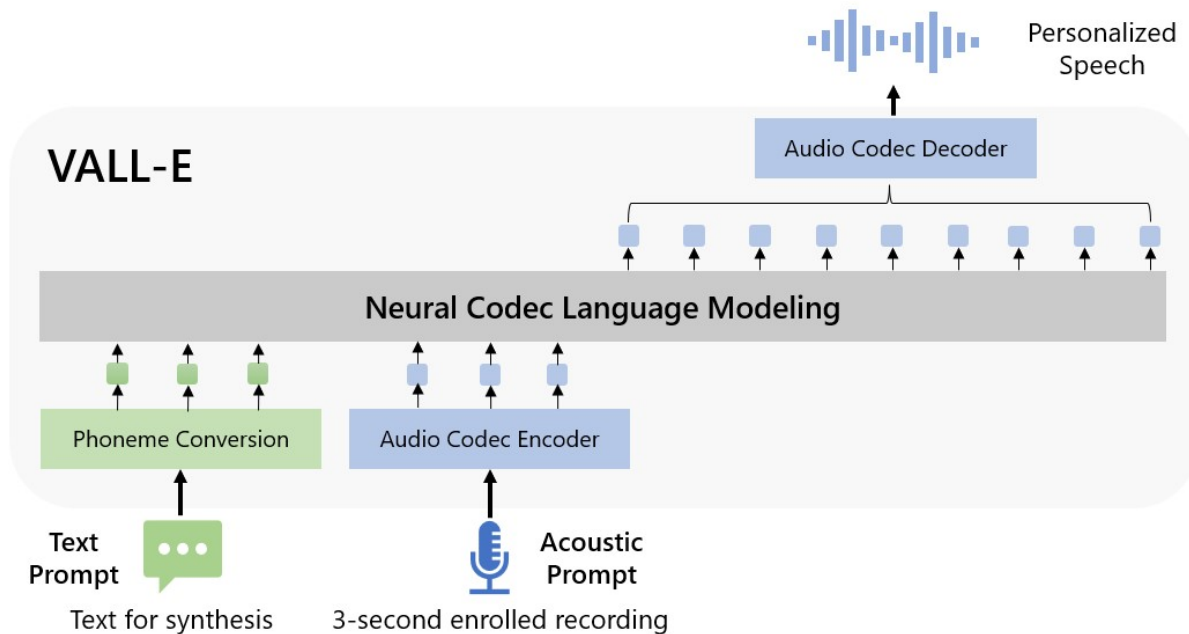 Personalized
Speech
Audio Codec Decoder
VALL-E
Neural Codec Language Modeling
Phoneme Conversion
Audio Codec Encoder
Text
Prompt
Acoustic
Prompt
Text for synthesis
3-second enrolled recording